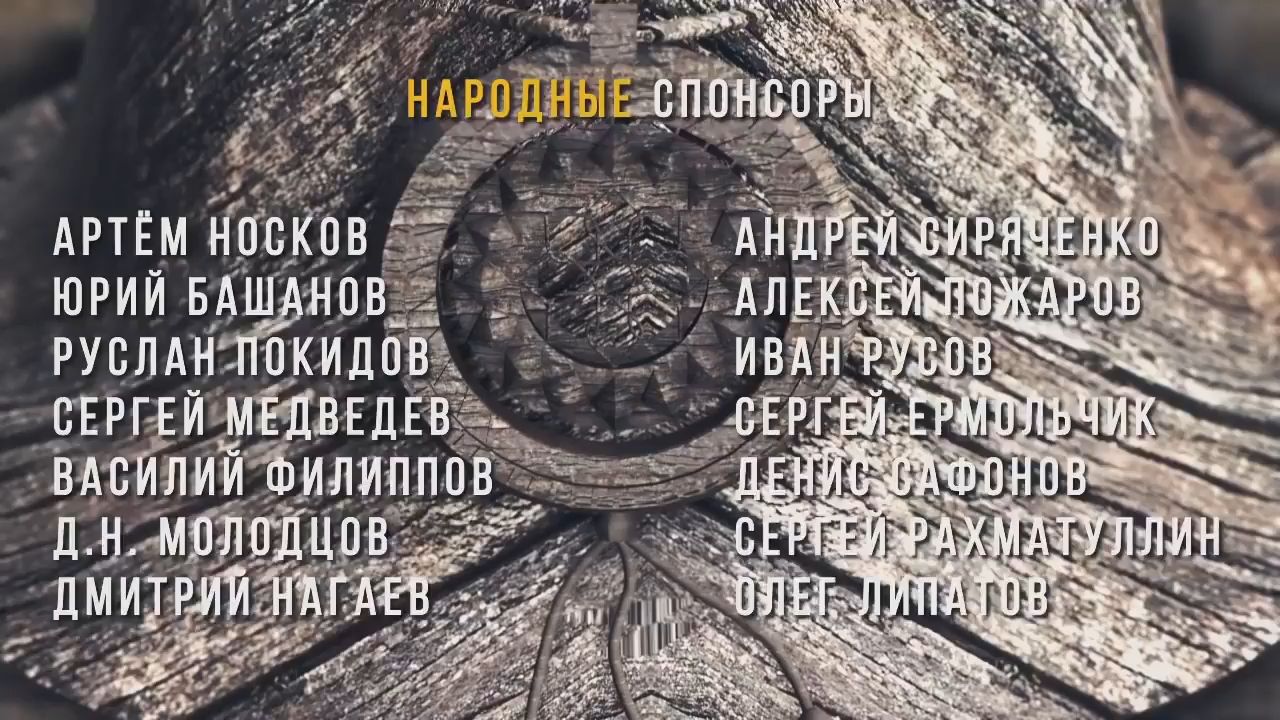 НАРОДНЫЕ СПОНСОРЫ
АРТЁМ НОСКОВ
ЮРИЙ БАШАНОВ
РУСЛАН ПОКИДОВ
СЕРГЕЙ МЕДВЕДЕВ
ВАСИЛИЙ ФИЛИППОВ
Д.Н. МОЛОДЦОВ
ДМИТРИЙ НАГАЕВ
АНДРЕЙ СИРЯЧЕНКО
АЛЕКСЕЙ ПОЖАРОВ
ИВАН РУСОВ
СЕРГЕЙ ЕРМОЛЬЧИК
ДЕНИС САФОНОВ
СЕРГЕЙ РАХМАТУЛЛИН
ОЛЕГ ЛИПАТОВ